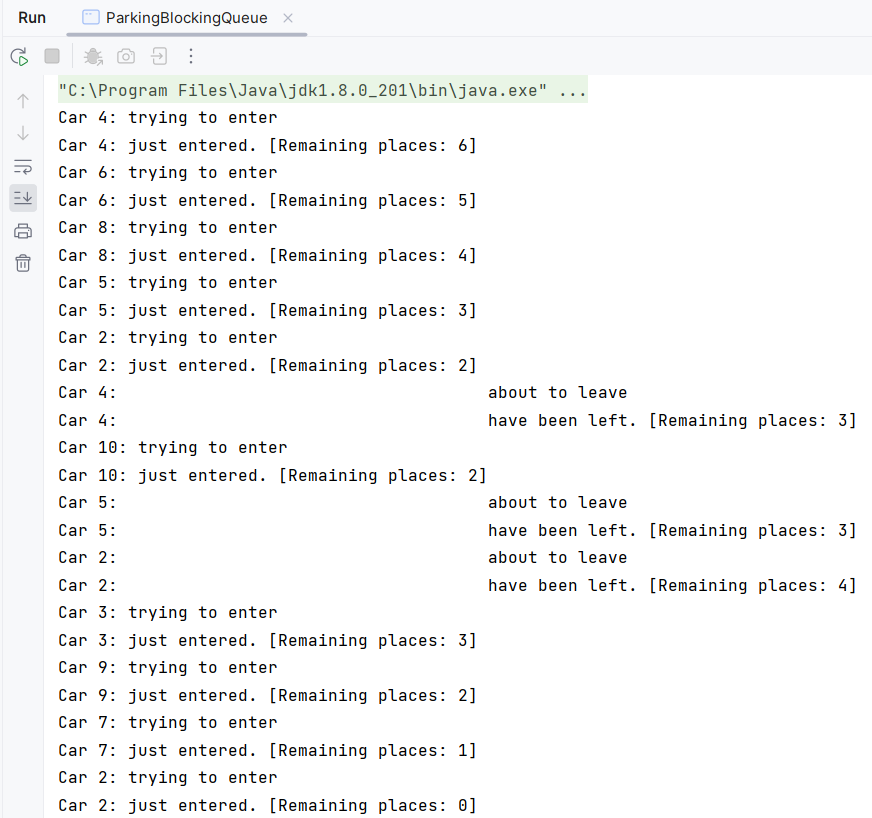 Run ParkingBlockingQueue
"C:\Program Files\Java\jdk1.8.0_201\bin\java.exe" ...
Car 4: trying to enter
Car 4: just entered. [Remaining places: 6]
Car 6: trying to enter
Car 6: just entered. [Remaining places: 5]
Car 8: trying to enter
Car 8: just entered. [Remaining places: 4]
Car 5: trying to enter
Car 5: just entered. [Remaining places: 3]
Car 2: trying to enter
Car 2: just entered. [Remaining places: 2]
Car 4: about to leave
Car 4: have been left. [Remaining places: 3]
Car 10: trying to enter
Car 10: just entered. [Remaining places: 2]
Car 5: about to leave
Car 5: have been left. [Remaining places: 3]
Car 2: about to leave
Car 2: have been left. [Remaining places: 4]
Car 3: trying to enter
Car 3: just entered. [Remaining places: 3]
Car 9: trying to enter
Car 9: just entered. [Remaining places: 2]
Car 7: trying to enter
Car 7: just entered. [Remaining places: 1]
Car 2: trying to enter
Car 2: just entered. [Remaining places: 0]